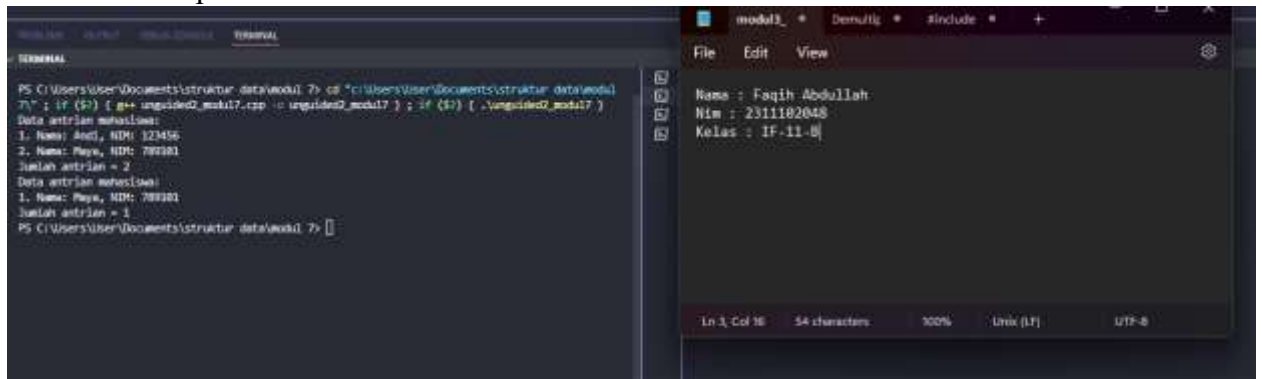 TERMINAL
TERMINAL
PS C:\Users\User\Documents\struktur data\modul 7> cd "c:\Users\User\Documents\struktur data\modul
7\" ; if ($?) { g++ unguided2_modul7.cpp -o unguided2_modul7 } ; if ($?) { .\unguided2_modul7 }
Data antrian mahasiswa:
1. Nama: Andi, NIM: 123456
2. Nama: Maya, NIM:
Jumlah antrian = 2
Data antrian mahasiswa:
1. Nama: Maya, NIM:
Jumlah antrian = 1
PS C:\Users\User\Documents\struktur data\modul 7>
modul3_ Demultip #include +
File Edit View
Nama : Faqih Abdullah
Nim : 2311102048
Kelas : IF-11-B
Ln 3, Col 16 54 characters 100% Unix (LF) UTF-8